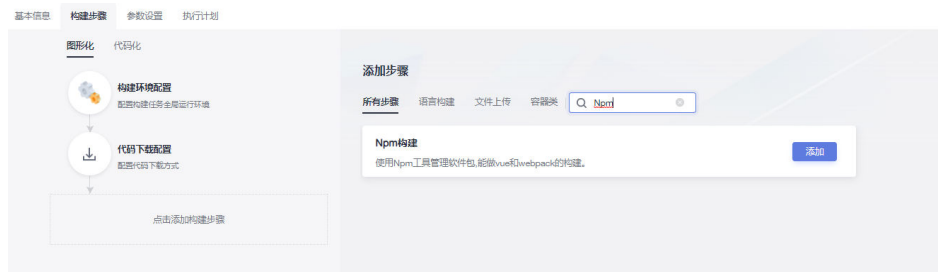 基本信息 构建步骤 参数设置 执行计划
图形化 代码化
构建环境配置
配置构建任务全局运行环境
代码下载配置
配置代码下载方式
点击添加构建步骤
添加步骤
所有步骤 语言构建 文件上传 容器类 Npm
Npm构建
使用Npm工具管理软件包,能做vue和webpack的构建。
添加